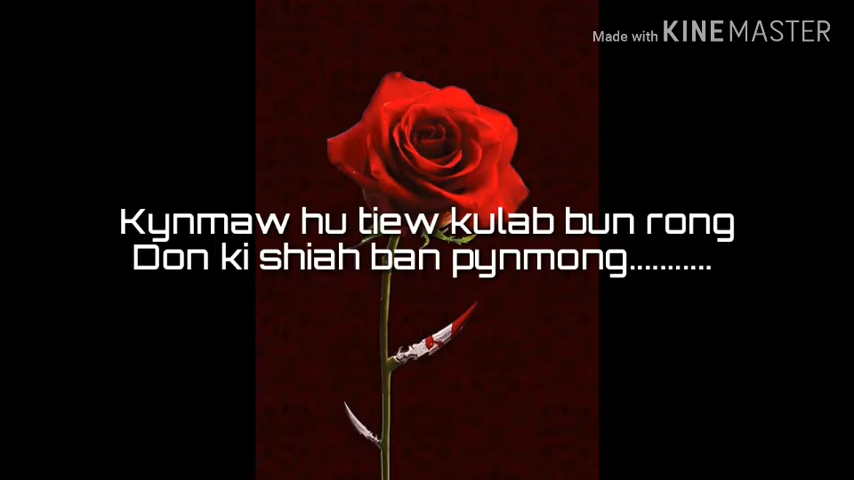 Made with KINEMASTER
Kynmaw hu tiew kulab bun rong
Don ki shiah ban pynmong...........